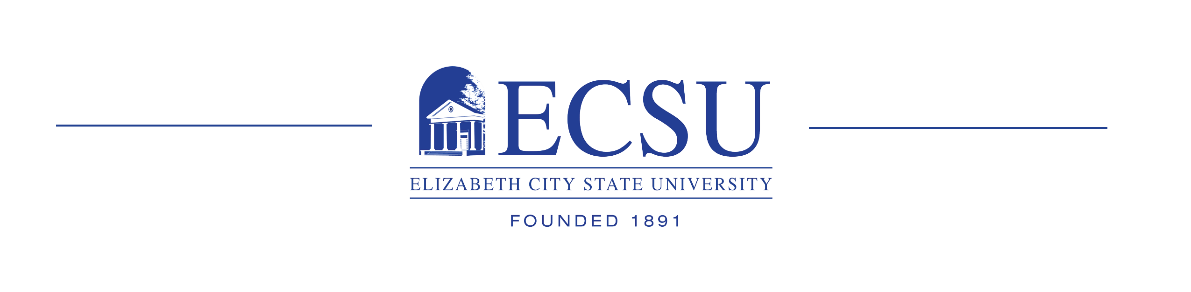 ECSU
ELIZABETH CITY STATE UNIVERSITY
FOUNDED 1891